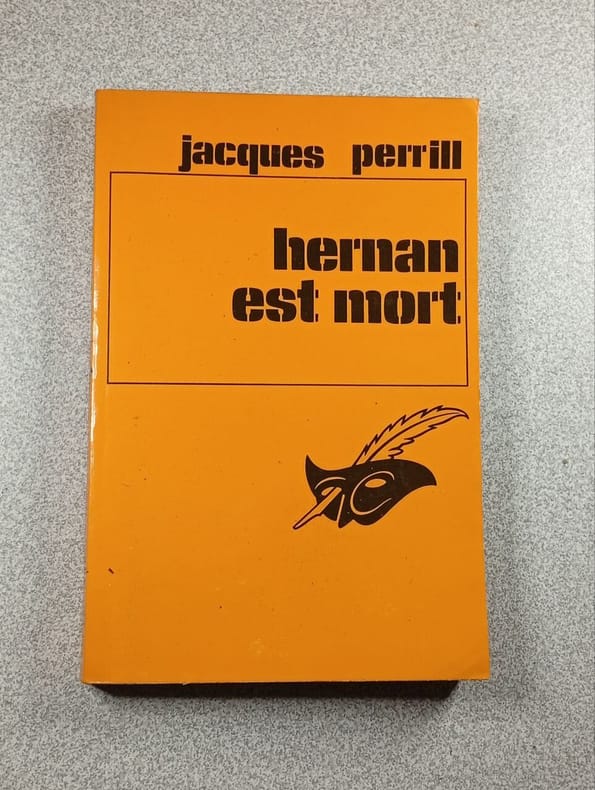 jacques perrill
hernan
est mort